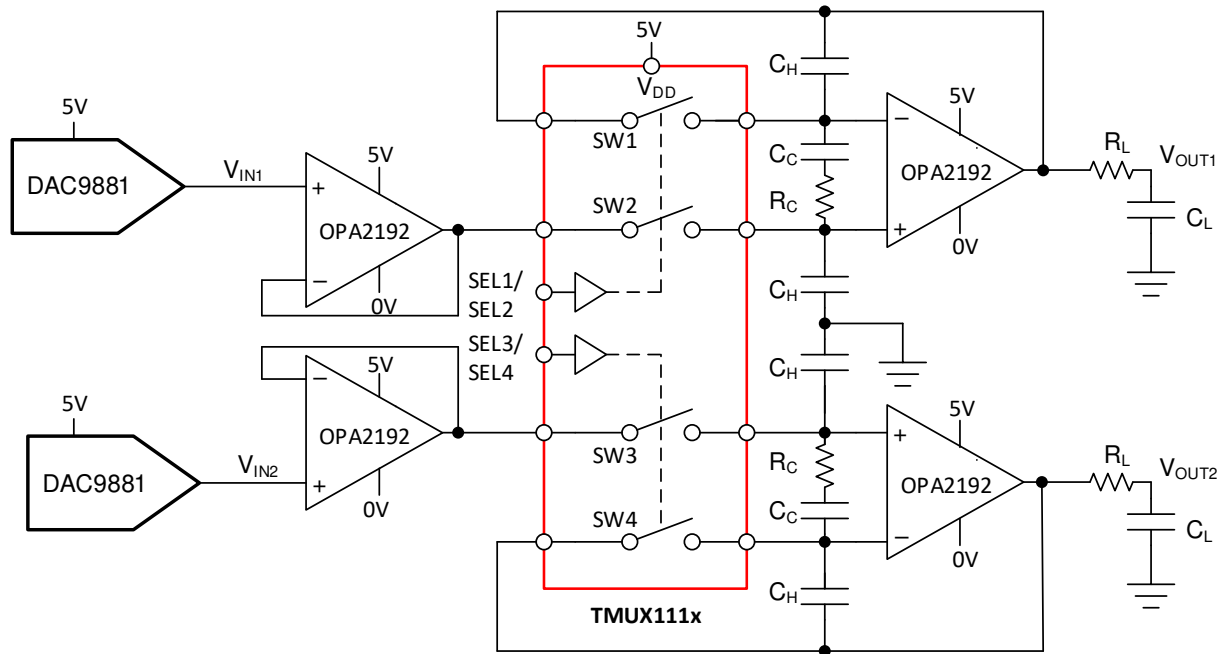 5V
DAC9881
V_IN1
+
5V
OPA2192
−
0V
5V
V_DD
SW1
SW2
SEL1/
SEL2
C_H
C_C
R_C
C_H
−
5V
OPA2192
+
0V
R_L
V_OUT1
C_L
5V
DAC9881
V_IN2
−
5V
OPA2192
+
0V
SEL3/
SEL4
SW3
SW4
TMUX111x
C_H
R_C
C_C
C_H
+
5V
OPA2192
−
0V
R_L
V_OUT2
C_L